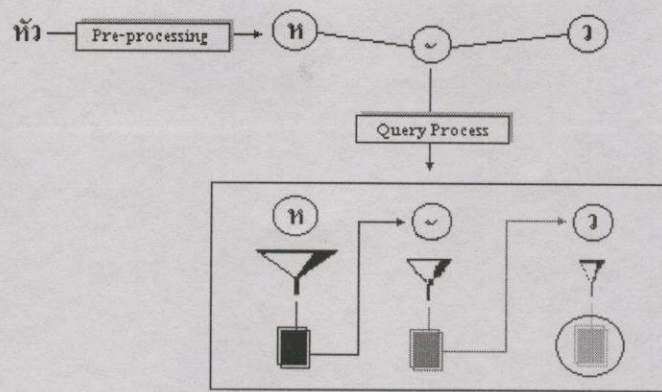 หัว Pre-processing ห ั ว
Query Process
ห ั ว